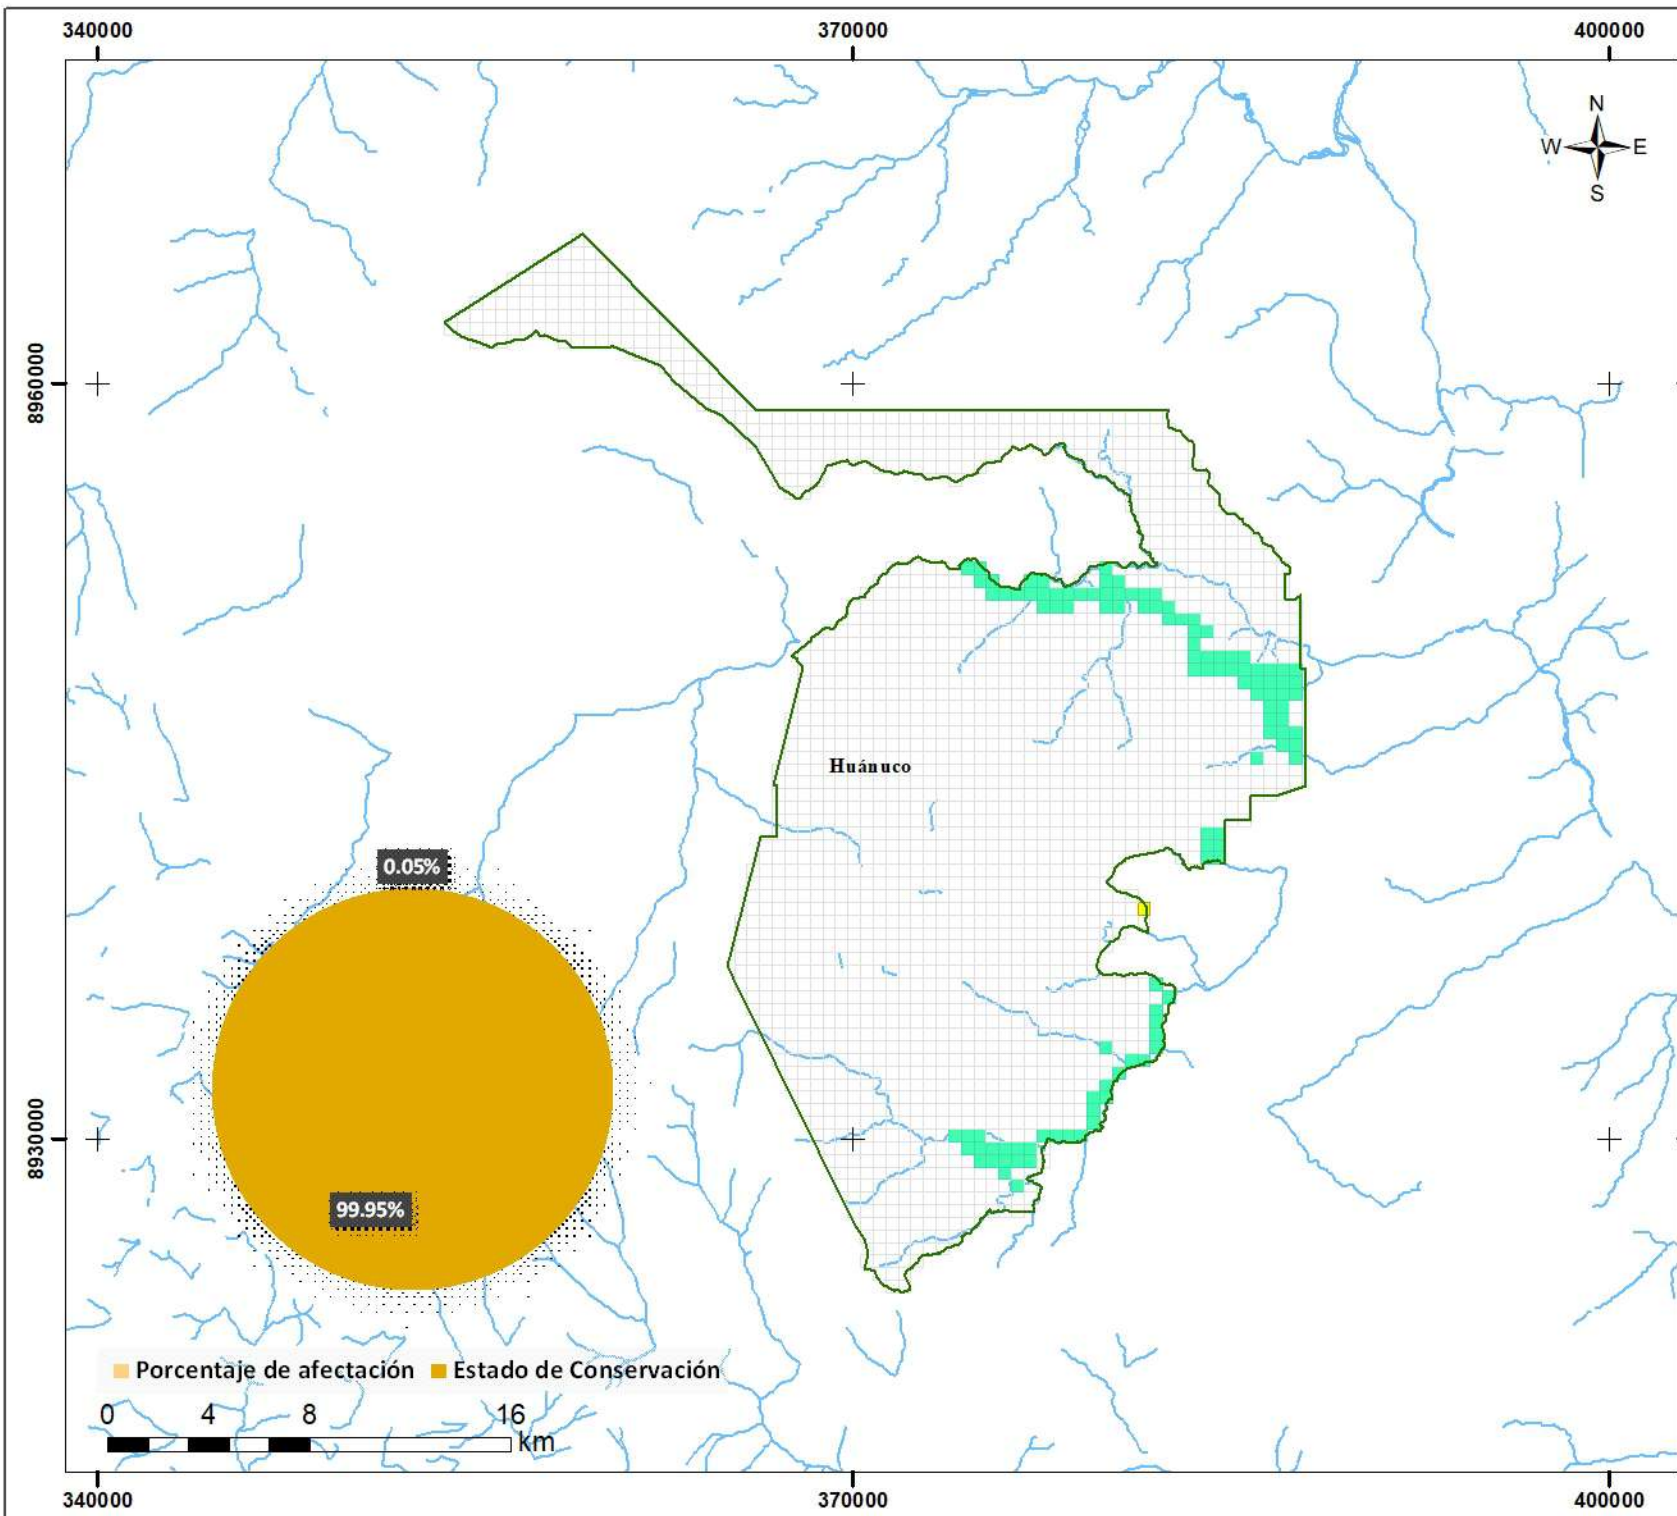 340000 370000 400000
N
W E
S
8960000
Huánuco
0.05%
8930000
99.95%
Porcentaje de afectación Estado de Conservación
0 4 8 16
km
340000 370000 400000